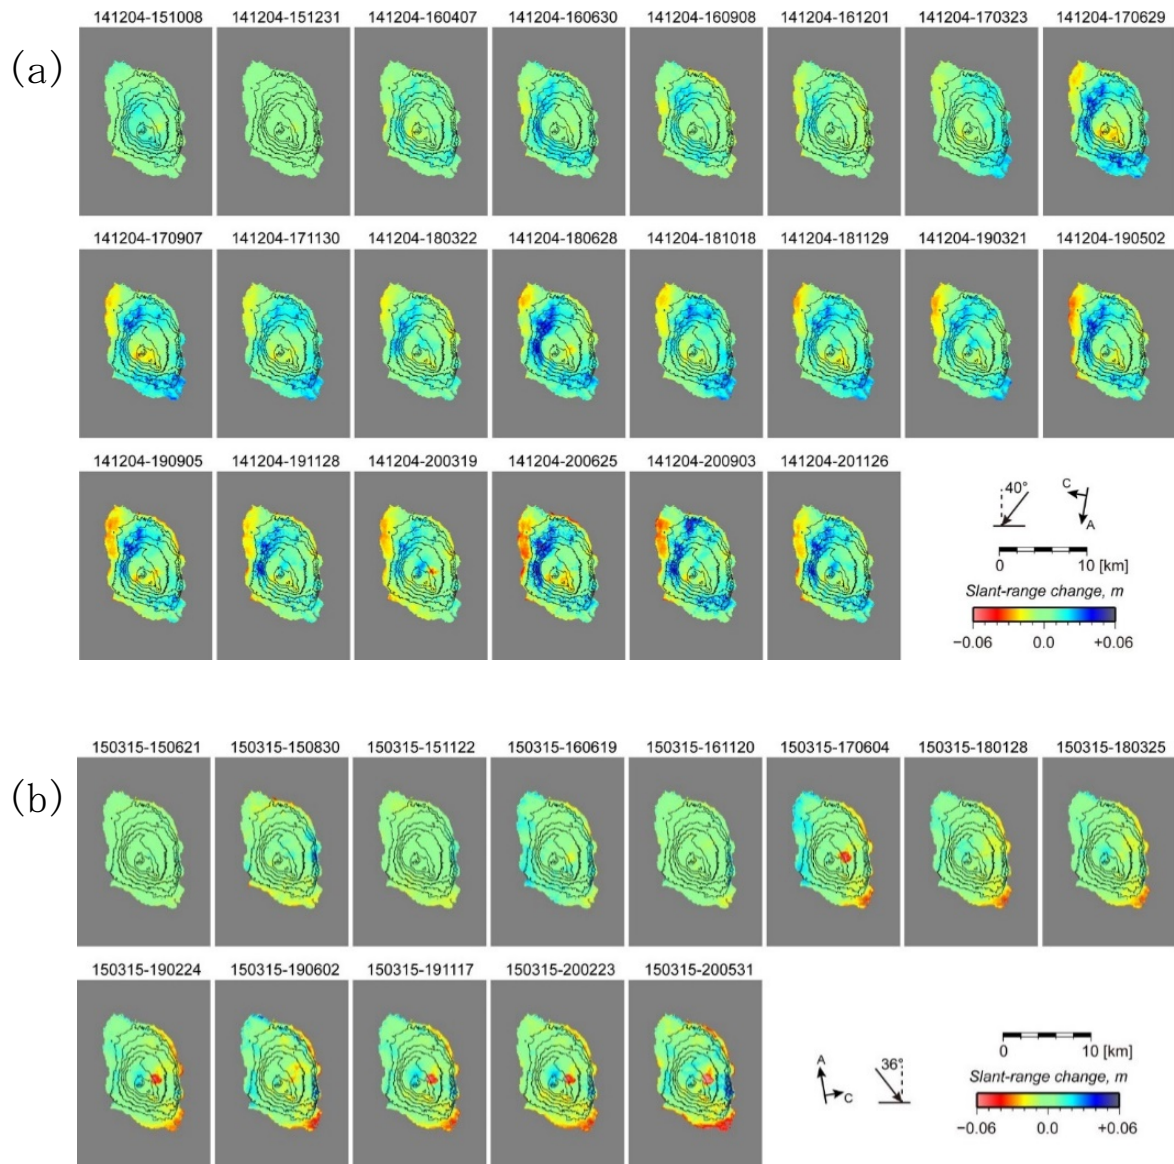 141204-151008 141204-151231 141204-160407 141204-160630 141204-160908 141204-161201 141204-170323 141204-170629
(a)
141204-170907 141204-171130 141204-180322 141204-180628 141204-181018 141204-181129 141204-190321 141204-190502
141204-190905 141204-191128 141204-200319 141204-200625 141204-200903 141204-201126
40° C A
0 10 [km]
Slant-range change, m
−0.06 0.0 +0.06
150315-150621 150315-150830 150315-151122 150315-160619 150315-161120 150315-170604 150315-180128 150315-180325
(b)
150315-190224 150315-190602 150315-191117 150315-200223 150315-200531
A C 36°
0 10 [km]
Slant-range change, m
−0.06 0.0 +0.06